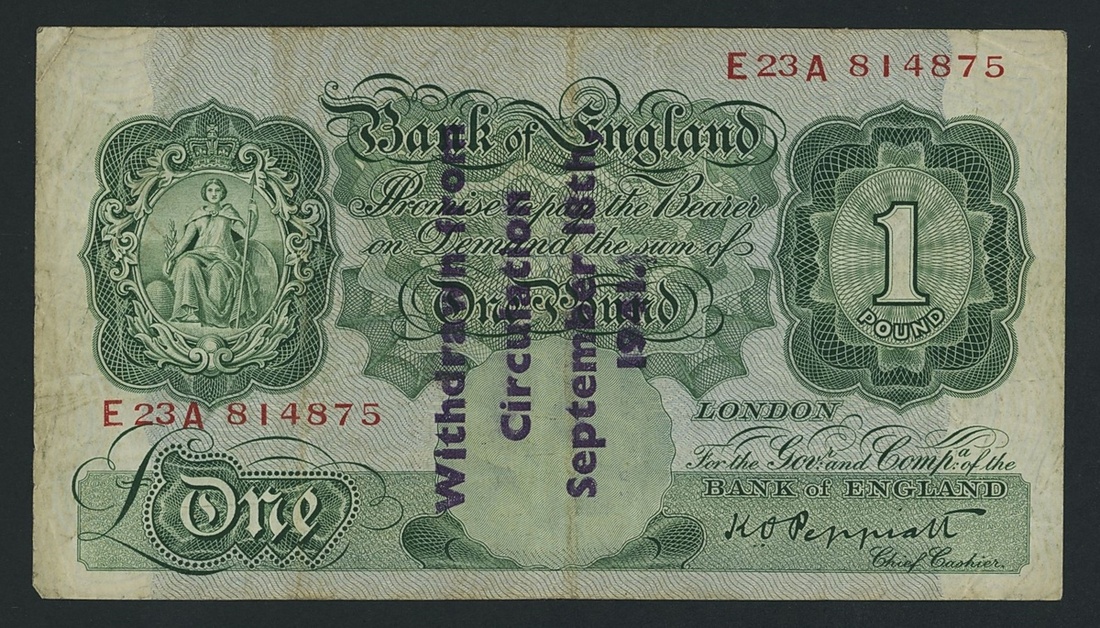 E23A 814875
Bank of England
Promise to pay the Bearer
on Demand the sum of
One Pound
1
POUND
E23A 814875
LONDON
For the Govr. and Compa. of the
BANK of ENGLAND
K O Peppiatt
Chief Cashier.
£One
Withdrawn from
Circulation
September 18th.
1941.